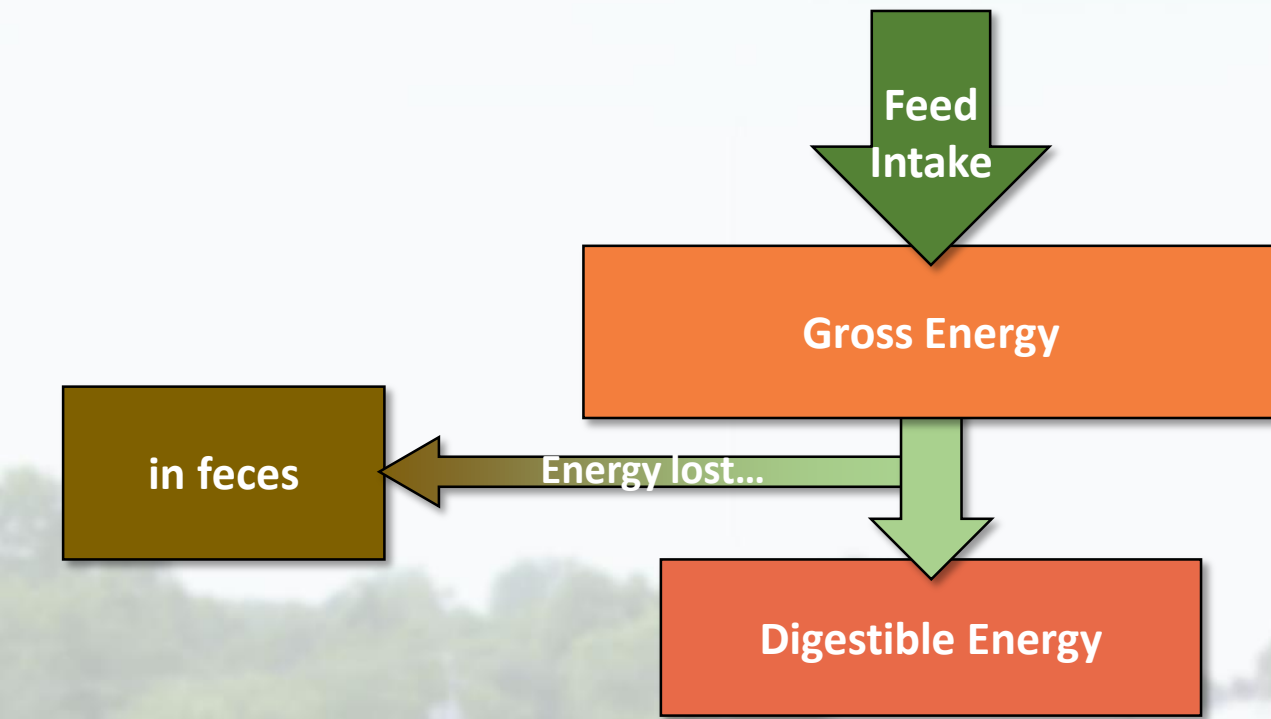 Feed
Intake
Gross Energy
in feces
Energy lost…
Digestible Energy